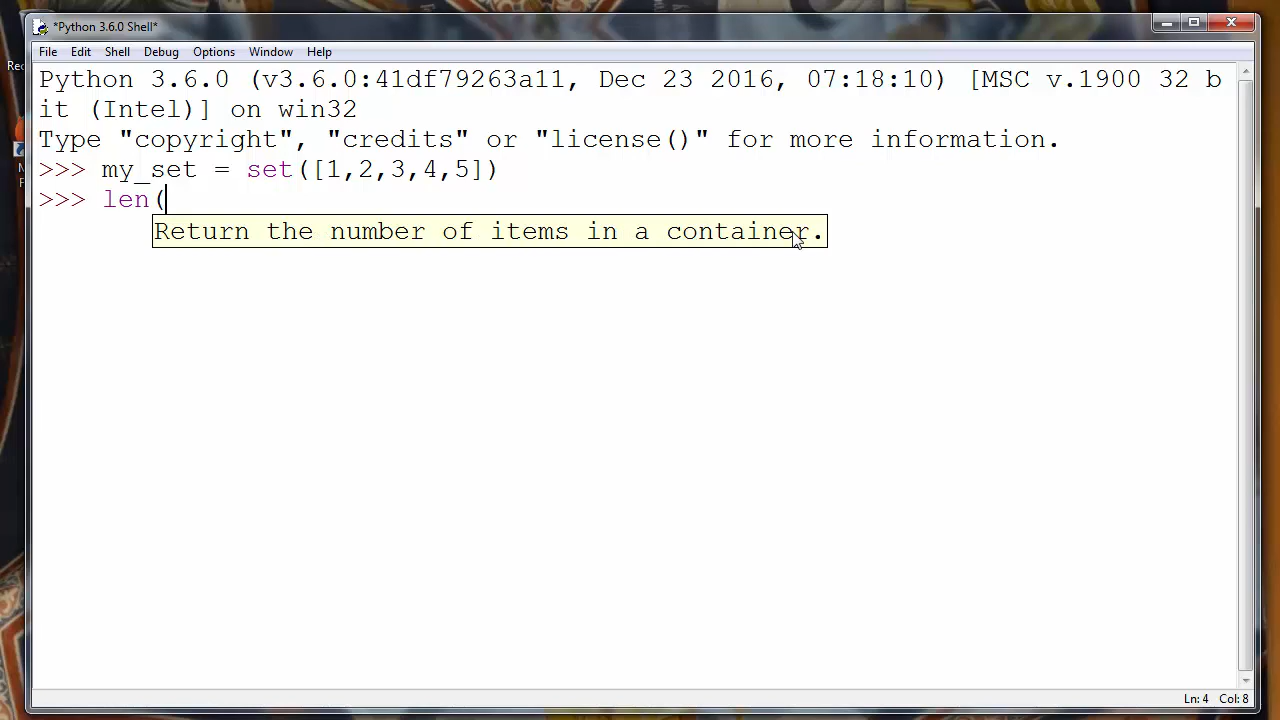 *Python 3.6.0 Shell*
File Edit Shell Debug Options Window Help
Python 3.6.0 (v3.6.0:41df79263a11, Dec 23 2016, 07:18:10) [MSC v.1900 32 b
it (Intel)] on win32
Type "copyright", "credits" or "license()" for more information.
>>> my_set = set([1,2,3,4,5])
>>> len(
Return the number of items in a container.
Ln: 4 Col: 8